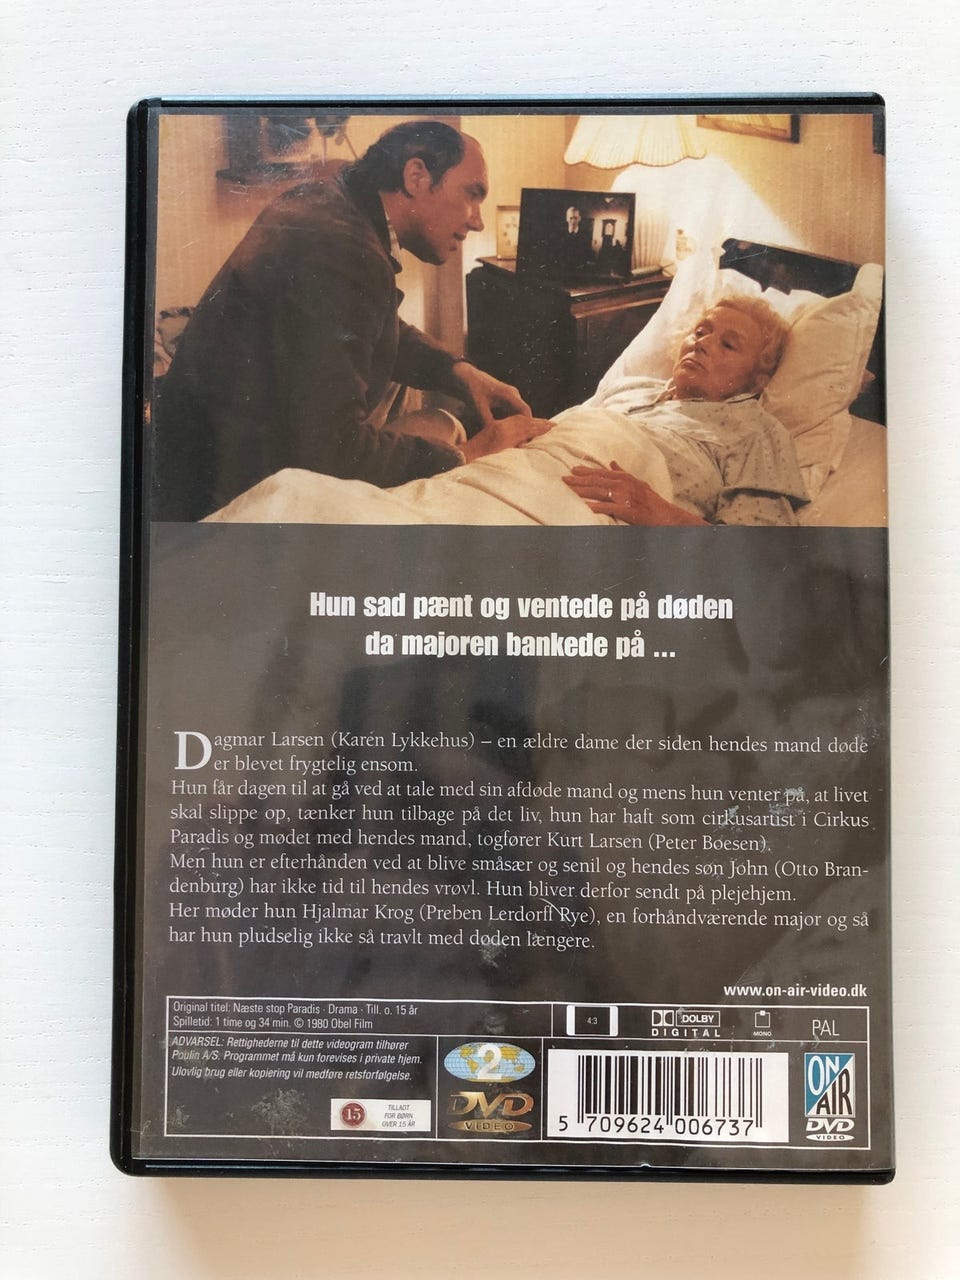 Hun sad pænt og ventede på døden
da majoren bankede på ...
Dagmar Larsen (Karén Lykkehus) – en ældre dame der siden hendes mand døde
er blevet frygtelig ensom.
Hun får dagen til at gå ved at tale med sin afdøde mand og mens hun venter på, at livet
skal slippe op, tænker hun tilbage på det liv, hun har haft som cirkusartist i Cirkus
Paradis og mødet med hendes mand, togfører Kurt Larsen (Peter Boesen).
Men hun er efterhånden ved at blive småsær og senil og hendes søn John (Otto Bran-
denburg) har ikke tid til hendes vrøvl. Hun bliver derfor sendt på plejehjem.
Her møder hun Hjalmar Krog (Preben Lerdorff Rye), en forhåndværende major og så
har hun pludselig ikke så travlt med døden længere.
www.on-air-video.dk
Original titel: Næste stop Paradis · Drama · Till. o. 15 år
Spilletid: 1 time og 34 min. © 1980 Obel Film
4:3
DOLBY
DIGITAL
MONO
PAL
ADVARSEL: Rettighederne til dette videogram tilhører
Poulin A/S. Programmet må kun forevises i private hjem.
Ulovlig brug eller kopiering vil medføre retsforfølgelse.
15
TILLADT
FOR BØRN
OVER 15 ÅR
2
DVD
VIDEO
5 709624 006737
ON
AIR
DVD
VIDEO